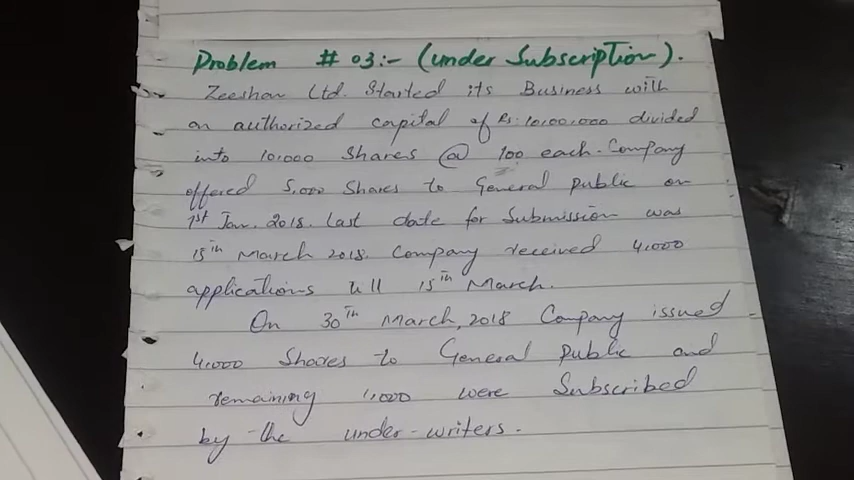 Problem # 03:- (under Subscription).
Zeeshan Ltd. Started its Business with
an authorized capital of Rs: 10,00,000 divided
into 10,000 Shares @ 100 each. Company
offered 5,000 Shares to General public on
1st Jan. 2018. Last date for Submission was
15th March 2018. Company received 4,000
applications till 15th March.
On 30th March, 2018 Company issued
4,000 Shares to General public and
remaining 1,000 were Subscribed
by the under-writers.